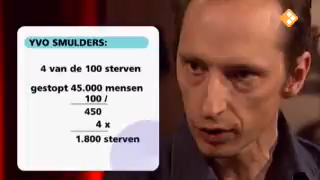 YVO SMULDERS:
4 van de 100 sterven
gestopt 45.000 mensen
100 /
450
4 x
1.800 sterven